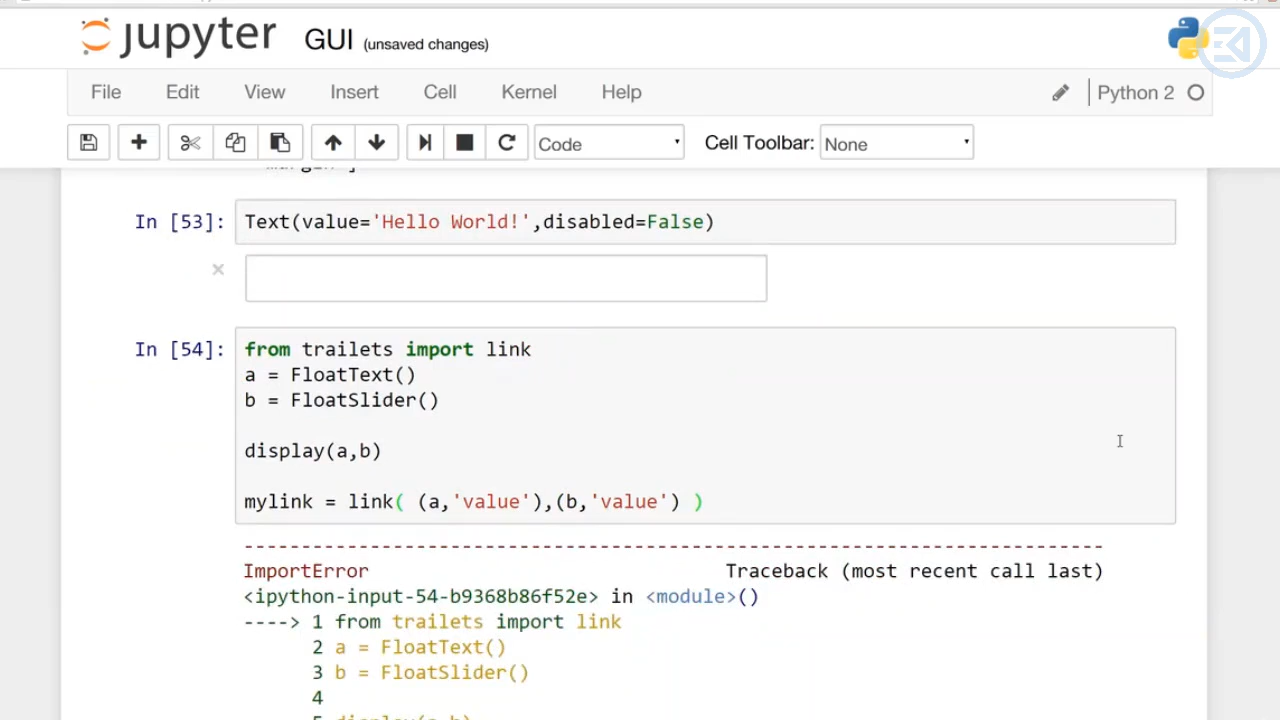 jupyter GUI (unsaved changes)
File Edit View Insert Cell Kernel Help Python 2
Code Cell Toolbar: None
In [53]: Text(value='Hello World!',disabled=False)
In [54]: from trailets import link
a = FloatText()
b = FloatSlider()
display(a,b)
mylink = link( (a,'value'),(b,'value') )
---------------------------------------------------------------------------
ImportError Traceback (most recent call last)
<ipython-input-54-b9368b86f52e> in <module>()
----> 1 from trailets import link
2 a = FloatText()
3 b = FloatSlider()
4
5 display(a,b)